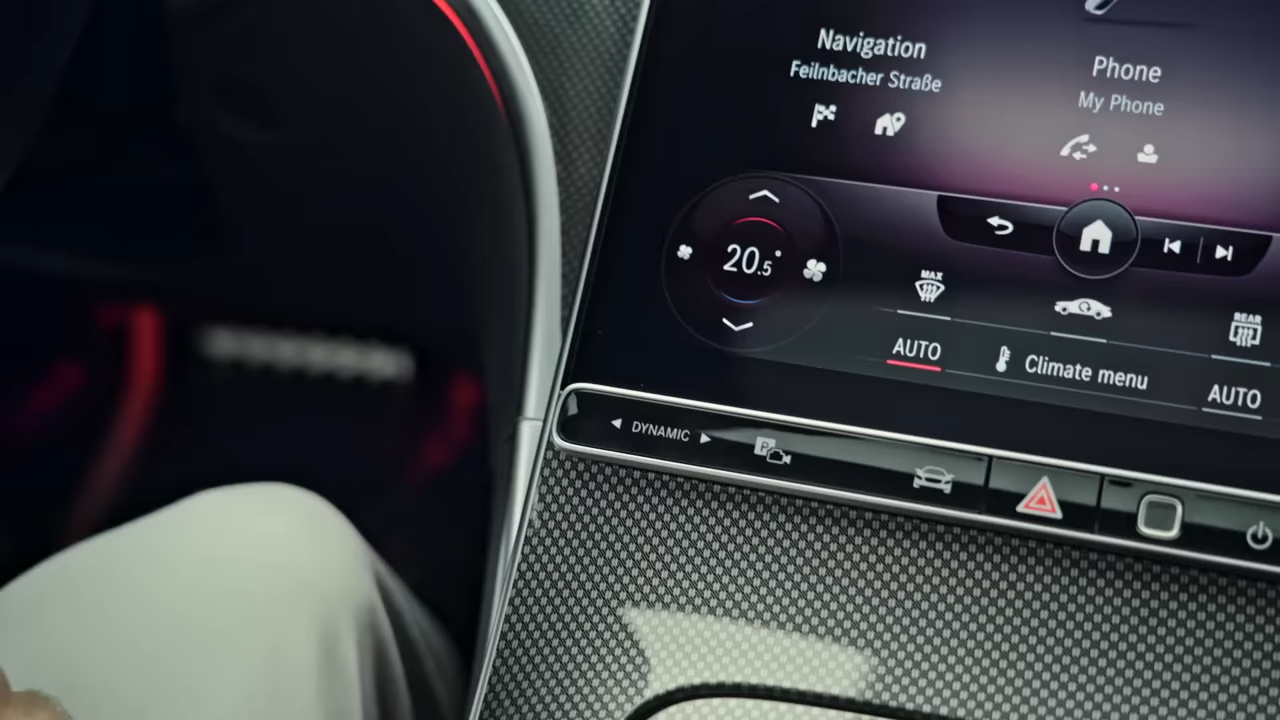 Navigation
Feilnbacher Straße
Phone
My Phone
20.5°
MAX
REAR
AUTO
Climate menu
AUTO
DYNAMIC
P